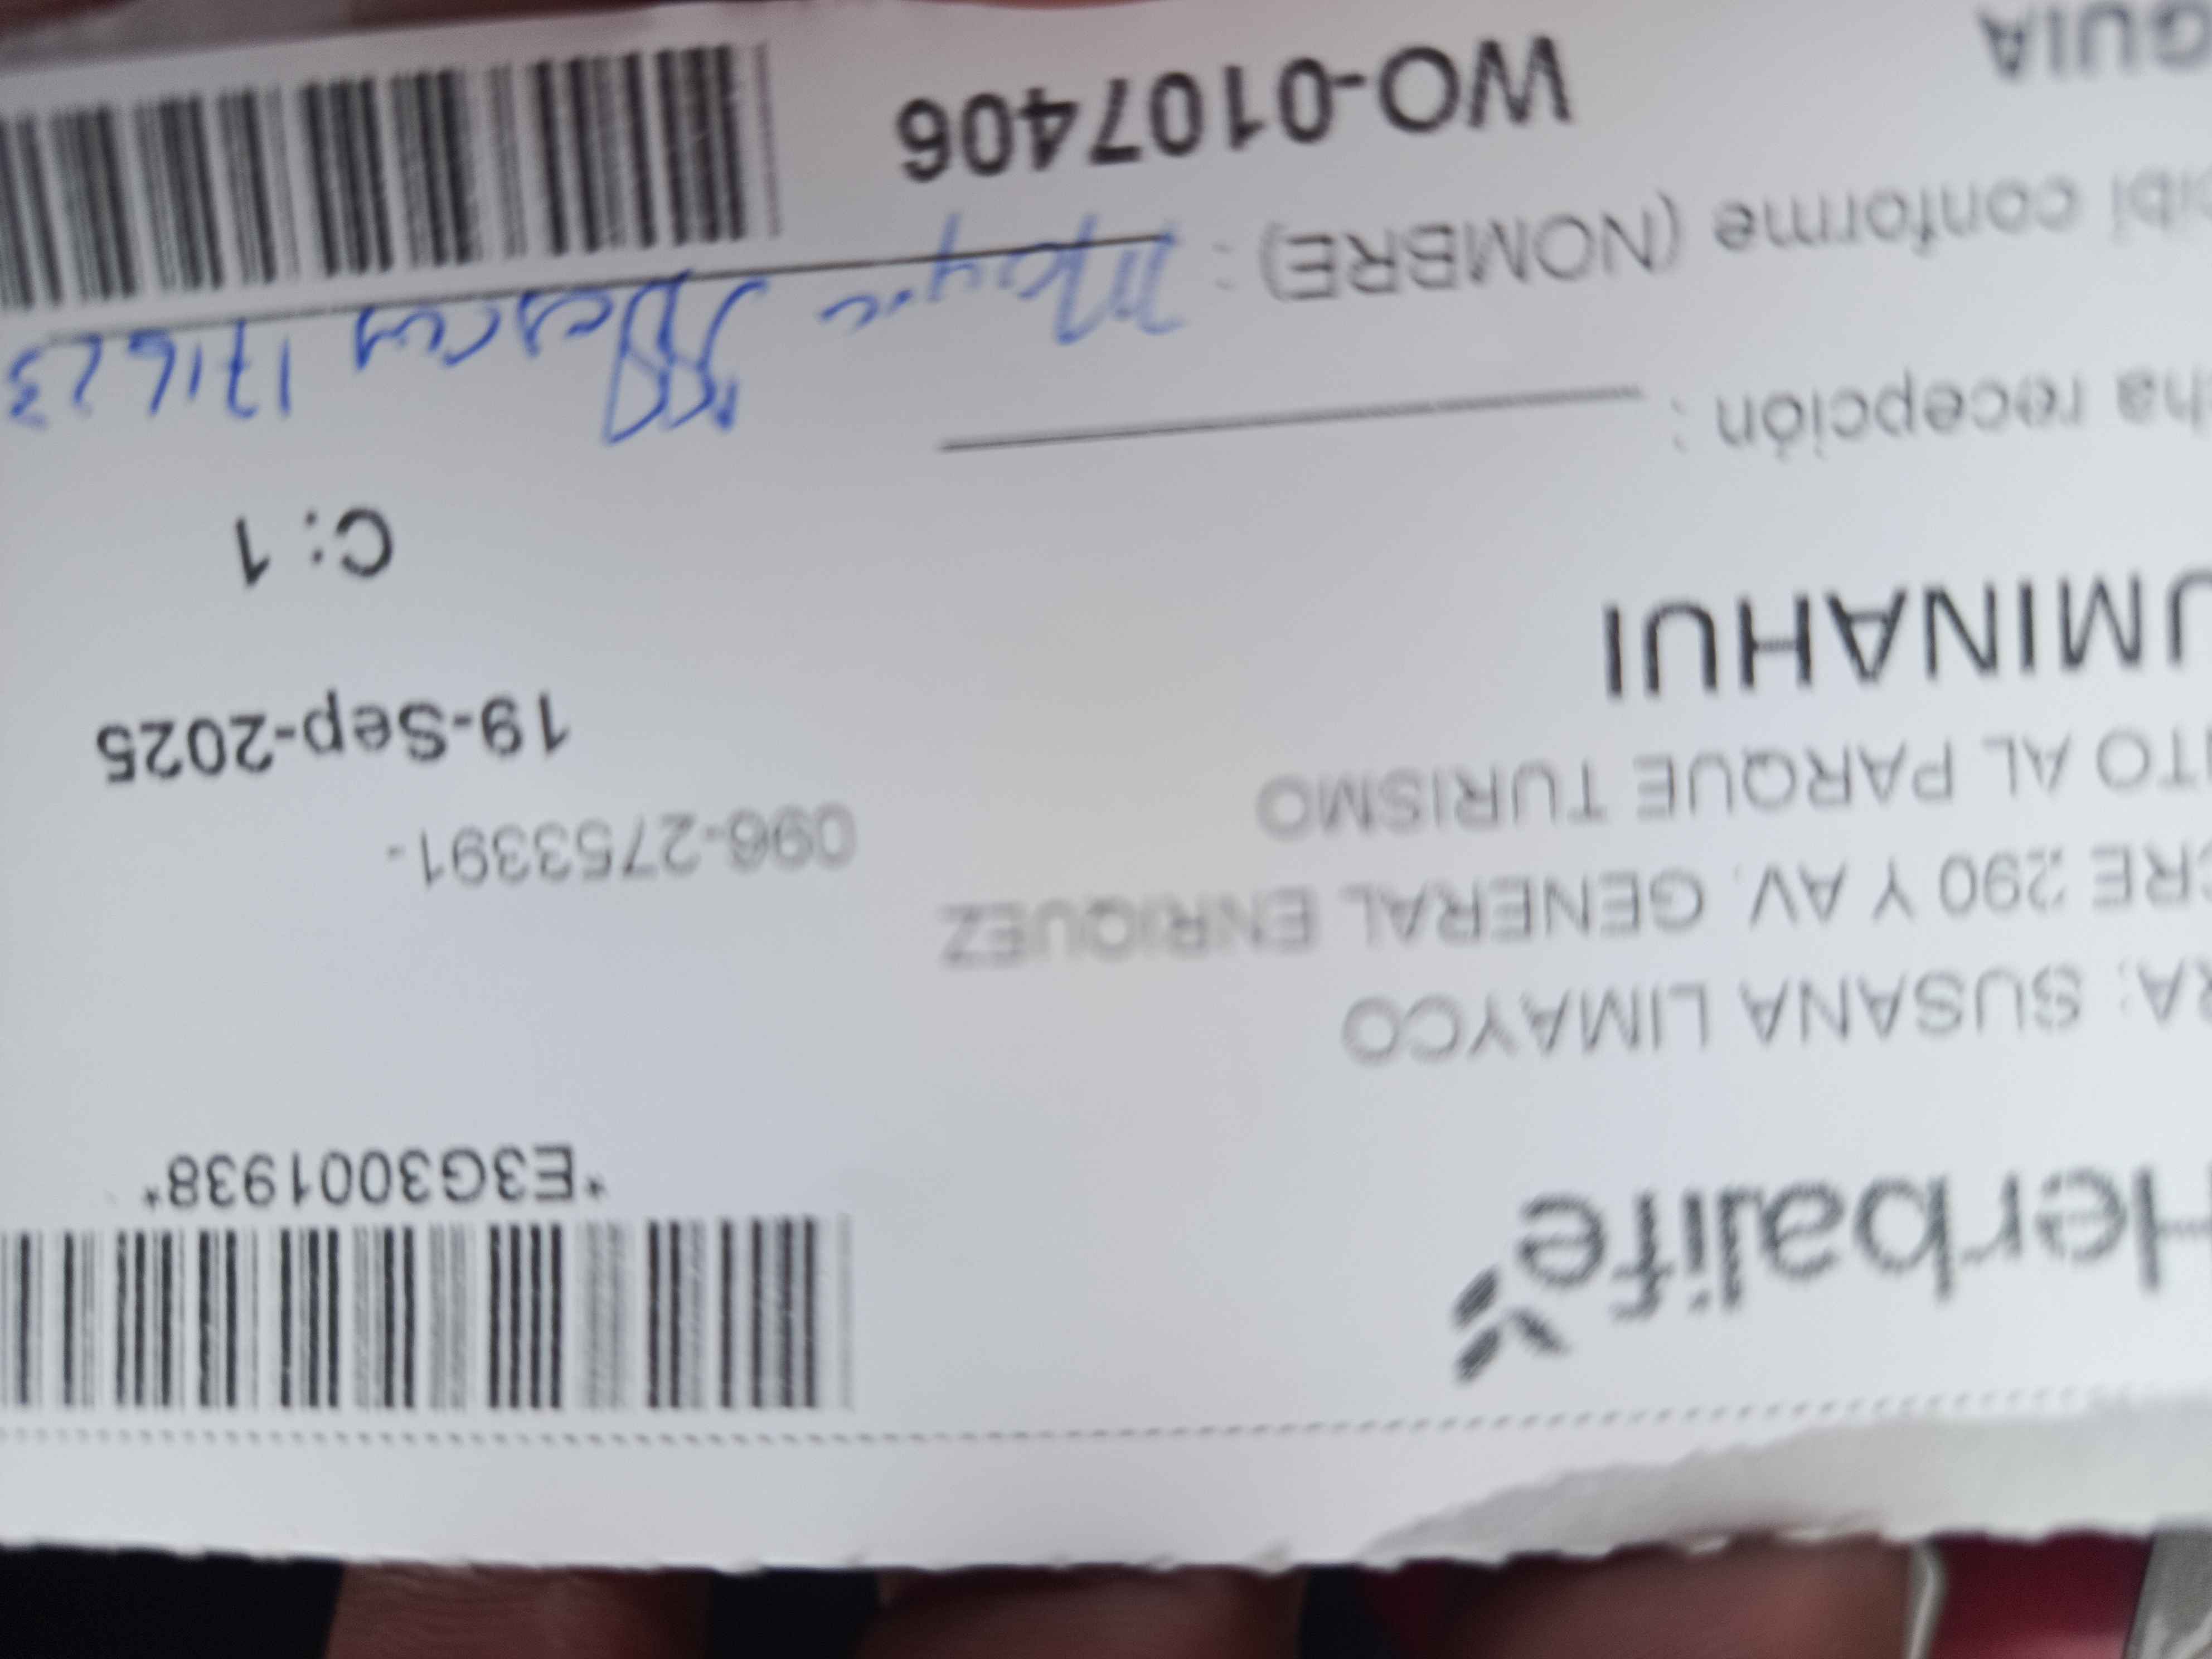 *E3G3001938*
Herbalife
RA: SUSANA LIMAYCO
CRE 290 Y AV. GENERAL ENRIQUEZ
096-2753391-
ITO AL PARQUE TURISMO
19-Sep-2025
UMINAHUI
C: 1
ha recepción :
ibi conforme (NOMBRE) :
WO-0107406
GUIA